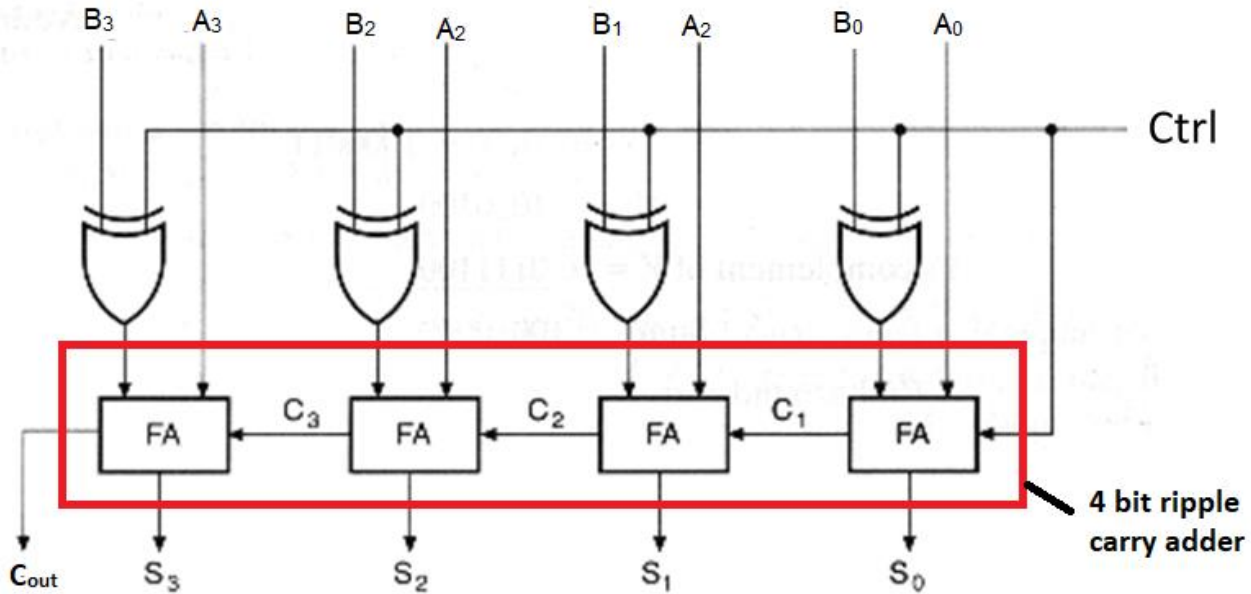 B₃ A₃ B₂ A₂ B₁ A₂ B₀ A₀
Ctrl
FA C₃ FA C₂ FA C₁ FA
4 bit ripple
carry adder
Cout S₃ S₂ S₁ S₀